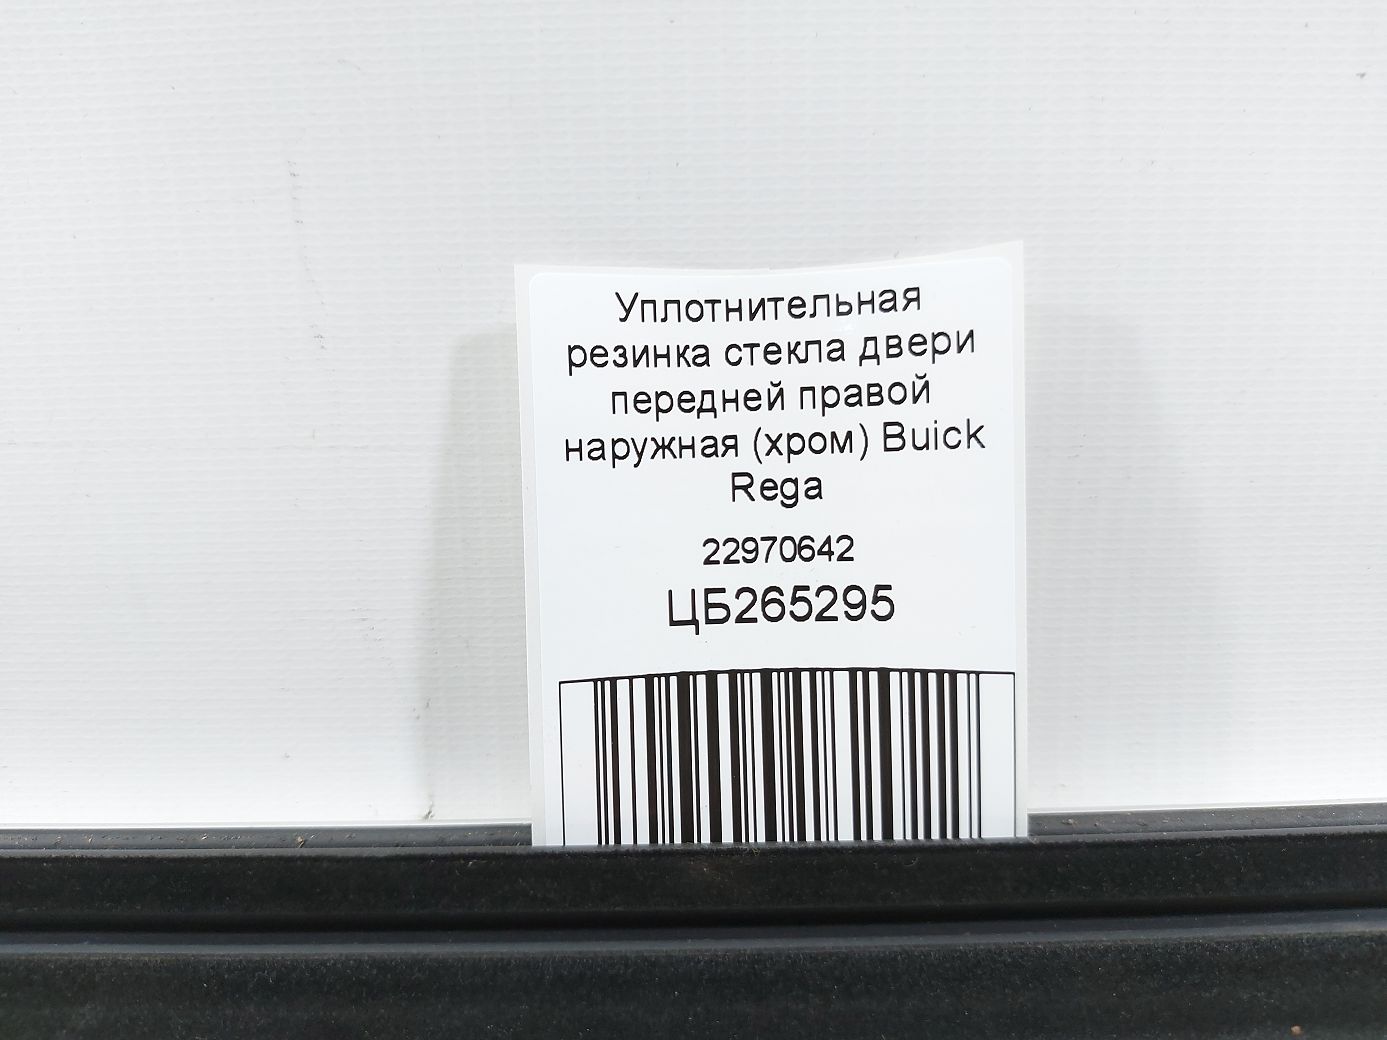 Уплотнительная
резинка стекла двери
передней правой
наружная (хром) Buick
Rega
22970642
ЦБ265295